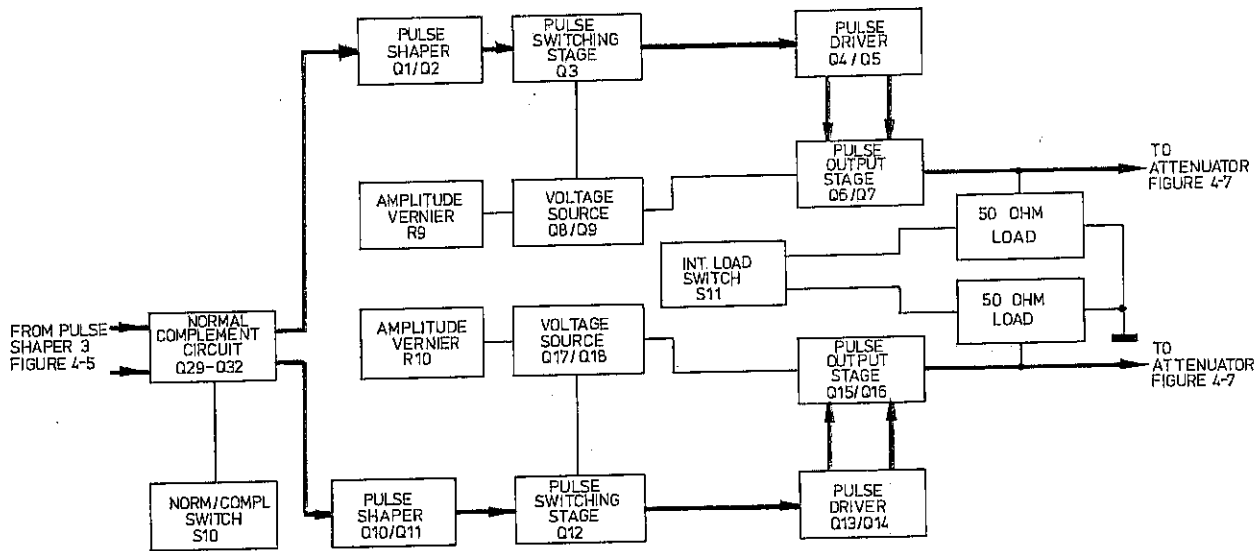 PULSE
SHAPER
Q1/Q2
PULSE
SWITCHING
STAGE
Q3
PULSE
DRIVER
Q4/Q5
AMPLITUDE
VERNIER
R9
VOLTAGE
SOURCE
Q8/Q9
PULSE
OUTPUT
STAGE
Q6/Q7
TO
ATTENUATOR
FIGURE 4-7
50 OHM
LOAD
INT. LOAD
SWITCH
S11
50 OHM
LOAD
FROM PULSE
SHAPER 3
FIGURE 4-5
NORMAL
COMPLEMENT
CIRCUIT
Q29-Q32
AMPLITUDE
VERNIER
R10
VOLTAGE
SOURCE
Q17/Q18
PULSE
OUTPUT
STAGE
Q15/Q16
TO
ATTENUATOR
FIGURE 4-7
NORM/COMPL
SWITCH
S10
PULSE
SHAPER
Q10/Q11
PULSE
SWITCHING
STAGE
Q12
PULSE
DRIVER
Q13/Q14